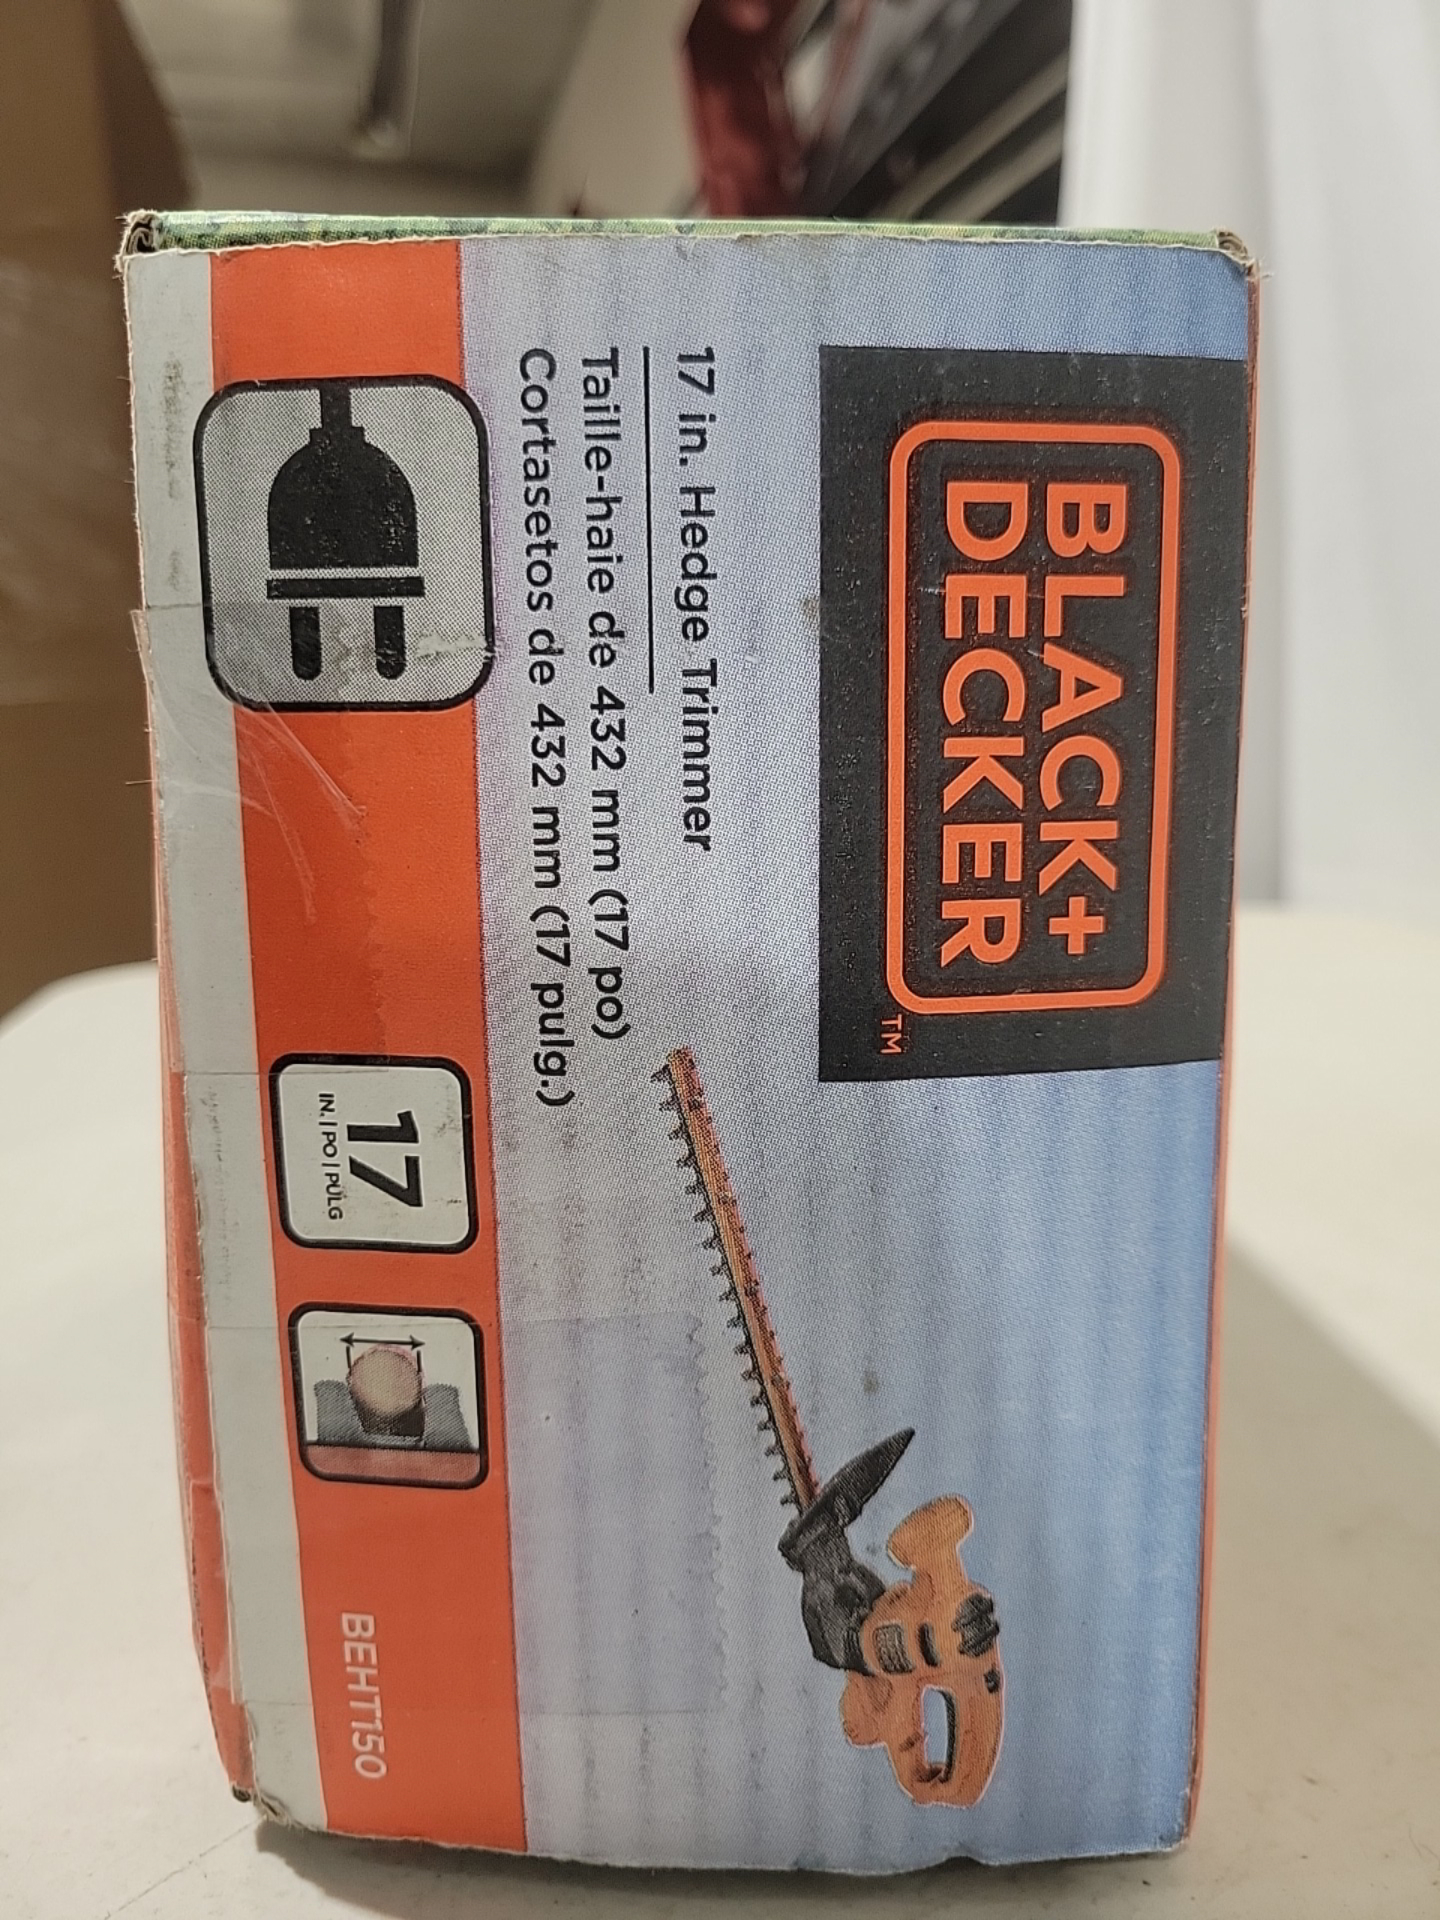 BLACK+
DECKER
TM
17 in. Hedge Trimmer
Taille-haie de 432 mm (17 po)
Cortasetos de 432 mm (17 pulg.)
17
IN. | PO | PULG
BEHT150